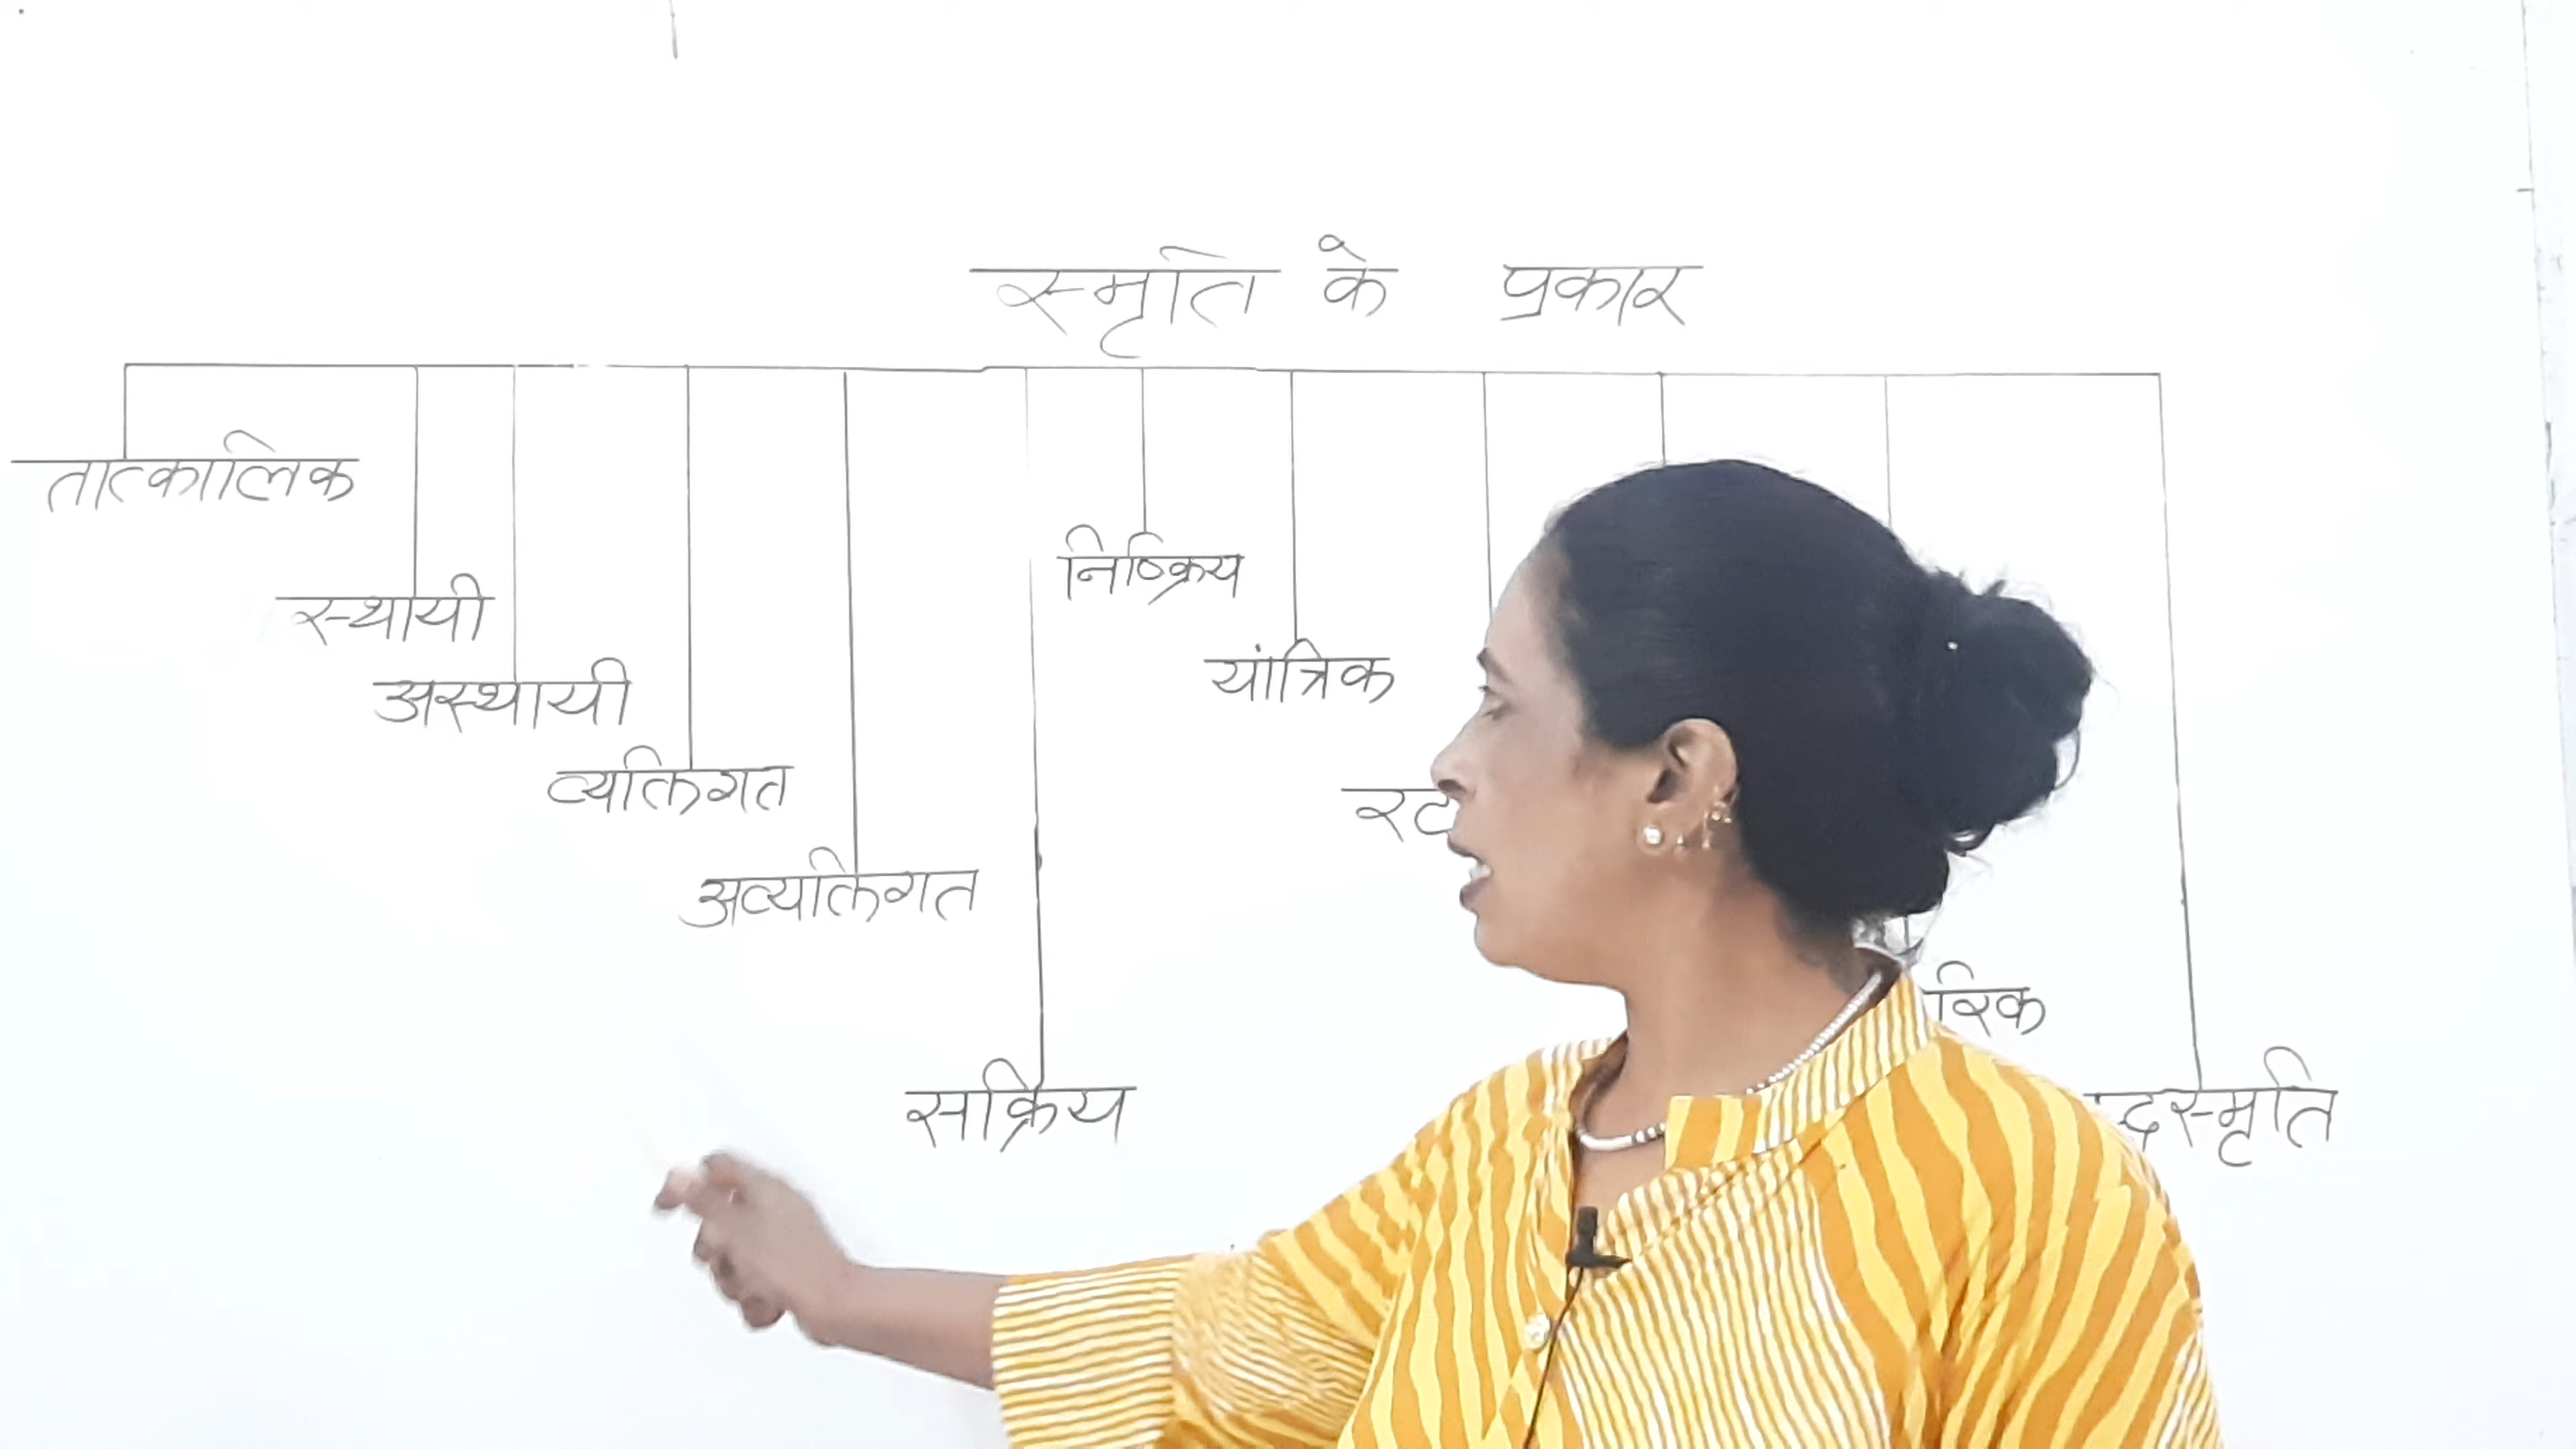 स्मृति के प्रकार
तात्कालिक
स्थायी
अस्थायी
व्यक्तिगत
अव्यक्तिगत
सक्रिय
निष्क्रिय
यांत्रिक